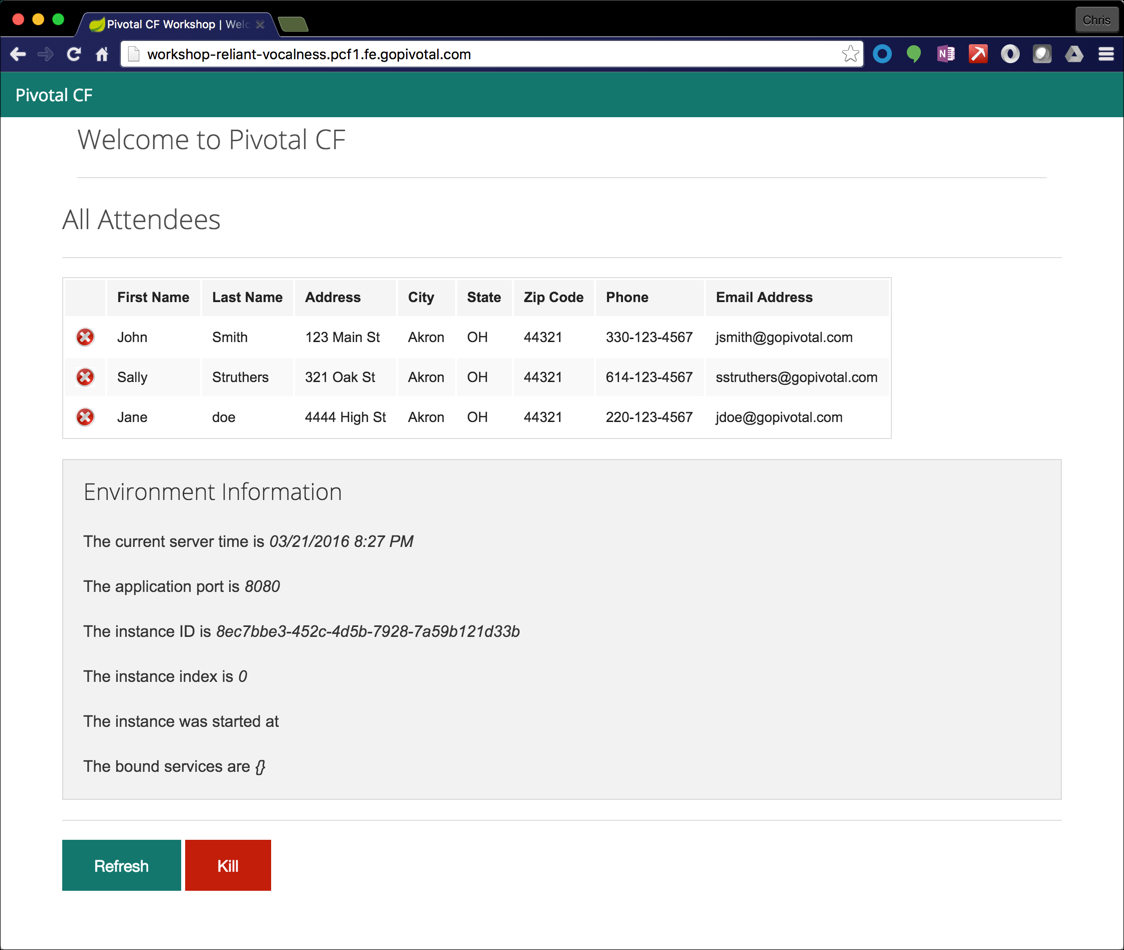 Pivotal CF Workshop | Welc
Chris
workshop-reliant-vocalness.pcf1.fe.gopivotal.com
Pivotal CF
Welcome to Pivotal CF
All Attendees
First Name Last Name Address City State Zip Code Phone Email Address
John Smith 123 Main St Akron OH 44321 330-123-4567 jsmith@gopivotal.com
Sally Struthers 321 Oak St Akron OH 44321 614-123-4567 sstruthers@gopivotal.com
Jane doe 4444 High St Akron OH 44321 220-123-4567 jdoe@gopivotal.com
Environment Information
The current server time is 03/21/2016 8:27 PM
The application port is 8080
The instance ID is 8ec7bbe3-452c-4d5b-7928-7a59b121d33b
The instance index is 0
The instance was started at
The bound services are {}
Refresh Kill